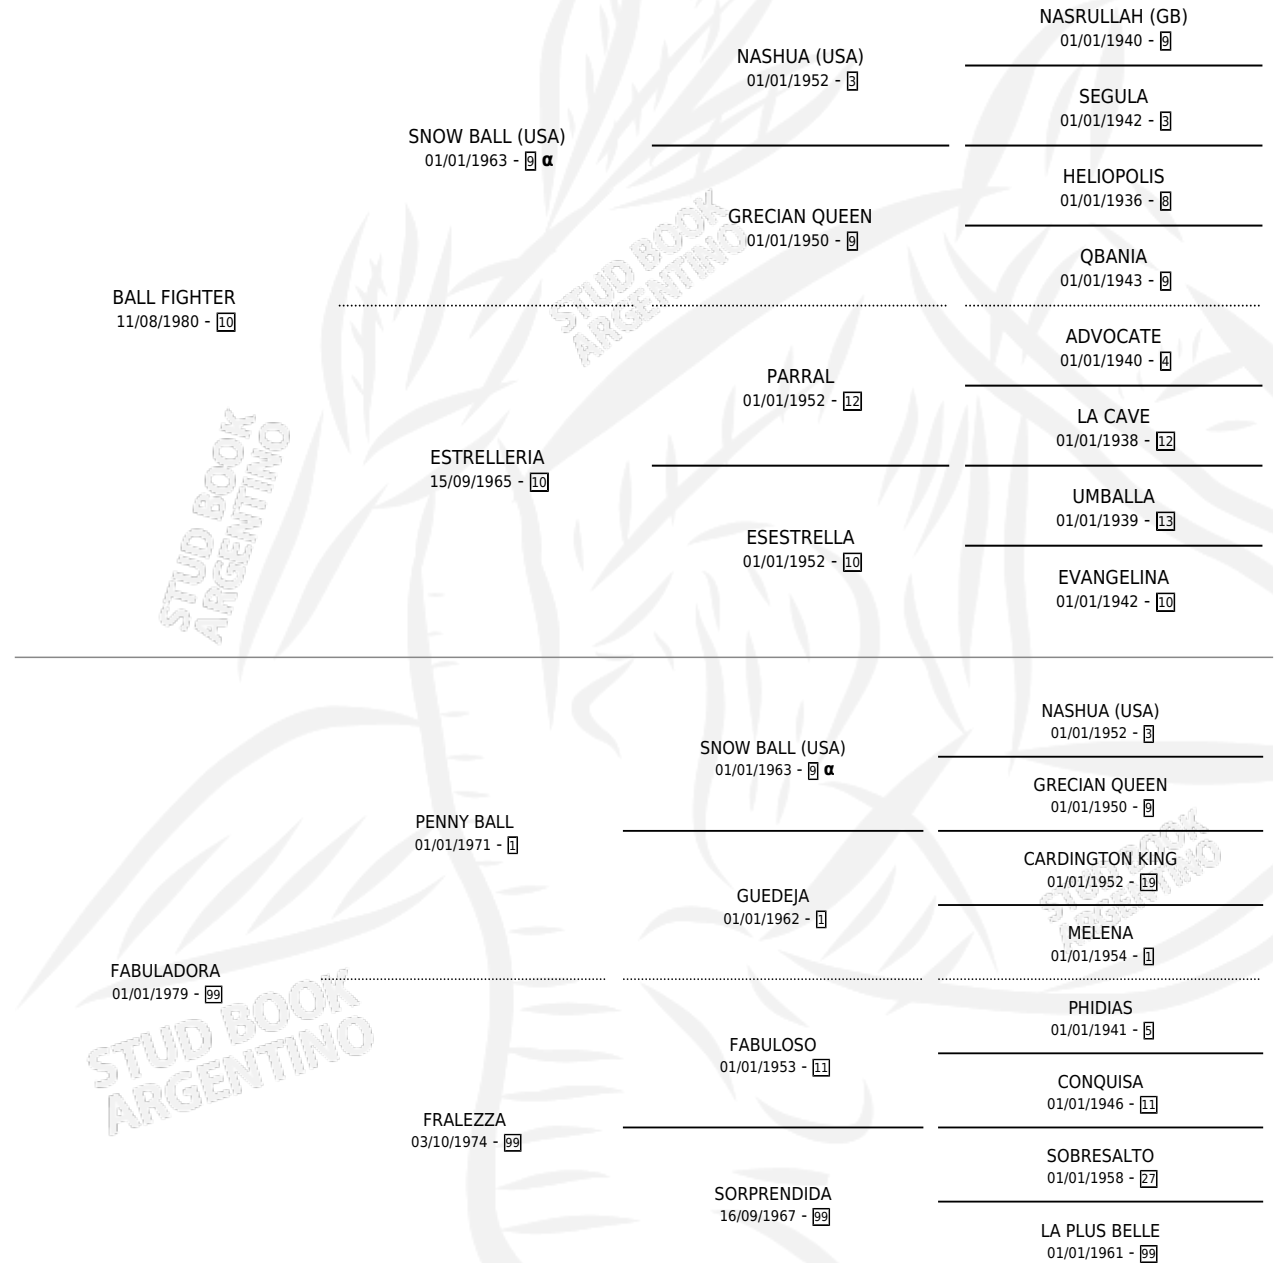 NASRULLAH (GB)
01/01/1940 - 9
NASHUA (USA)
01/01/1952 - 3
SEGULA
01/01/1942 - 3
SNOW BALL (USA)
01/01/1963 - 9 α
HELIOPOLIS
01/01/1936 - 8
GRECIAN QUEEN
01/01/1950 - 9
QBANIA
01/01/1943 - 9
BALL FIGHTER
11/08/1980 - 10
ADVOCATE
01/01/1940 - 4
PARRAL
01/01/1952 - 12
LA CAVE
01/01/1938 - 12
ESTRELLERIA
15/09/1965 - 10
UMBALLA
01/01/1939 - 13
ESESTRELLA
01/01/1952 - 10
EVANGELINA
01/01/1942 - 10
STUD BOOK
ARGENTINO
STUD BOOK
ARGENTINO
NASHUA (USA)
01/01/1952 - 3
SNOW BALL (USA)
01/01/1963 - 9 α
GRECIAN QUEEN
01/01/1950 - 9
PENNY BALL
01/01/1971 - 1
CARDINGTON KING
01/01/1952 - 19
GUEDEJA
01/01/1962 - 1
MELENA
01/01/1954 - 1
FABULADORA
01/01/1979 - 99
PHIDIAS
01/01/1941 - 5
FABULOSO
01/01/1953 - 11
CONQUISA
01/01/1946 - 11
FRALEZZA
03/10/1974 - 99
SOBRESALTO
01/01/1958 - 27
SORPRENDIDA
16/09/1967 - 99
LA PLUS BELLE
01/01/1961 - 99
STUD BOOK
ARGENTINO
STUD BOOK
ARGENTINO